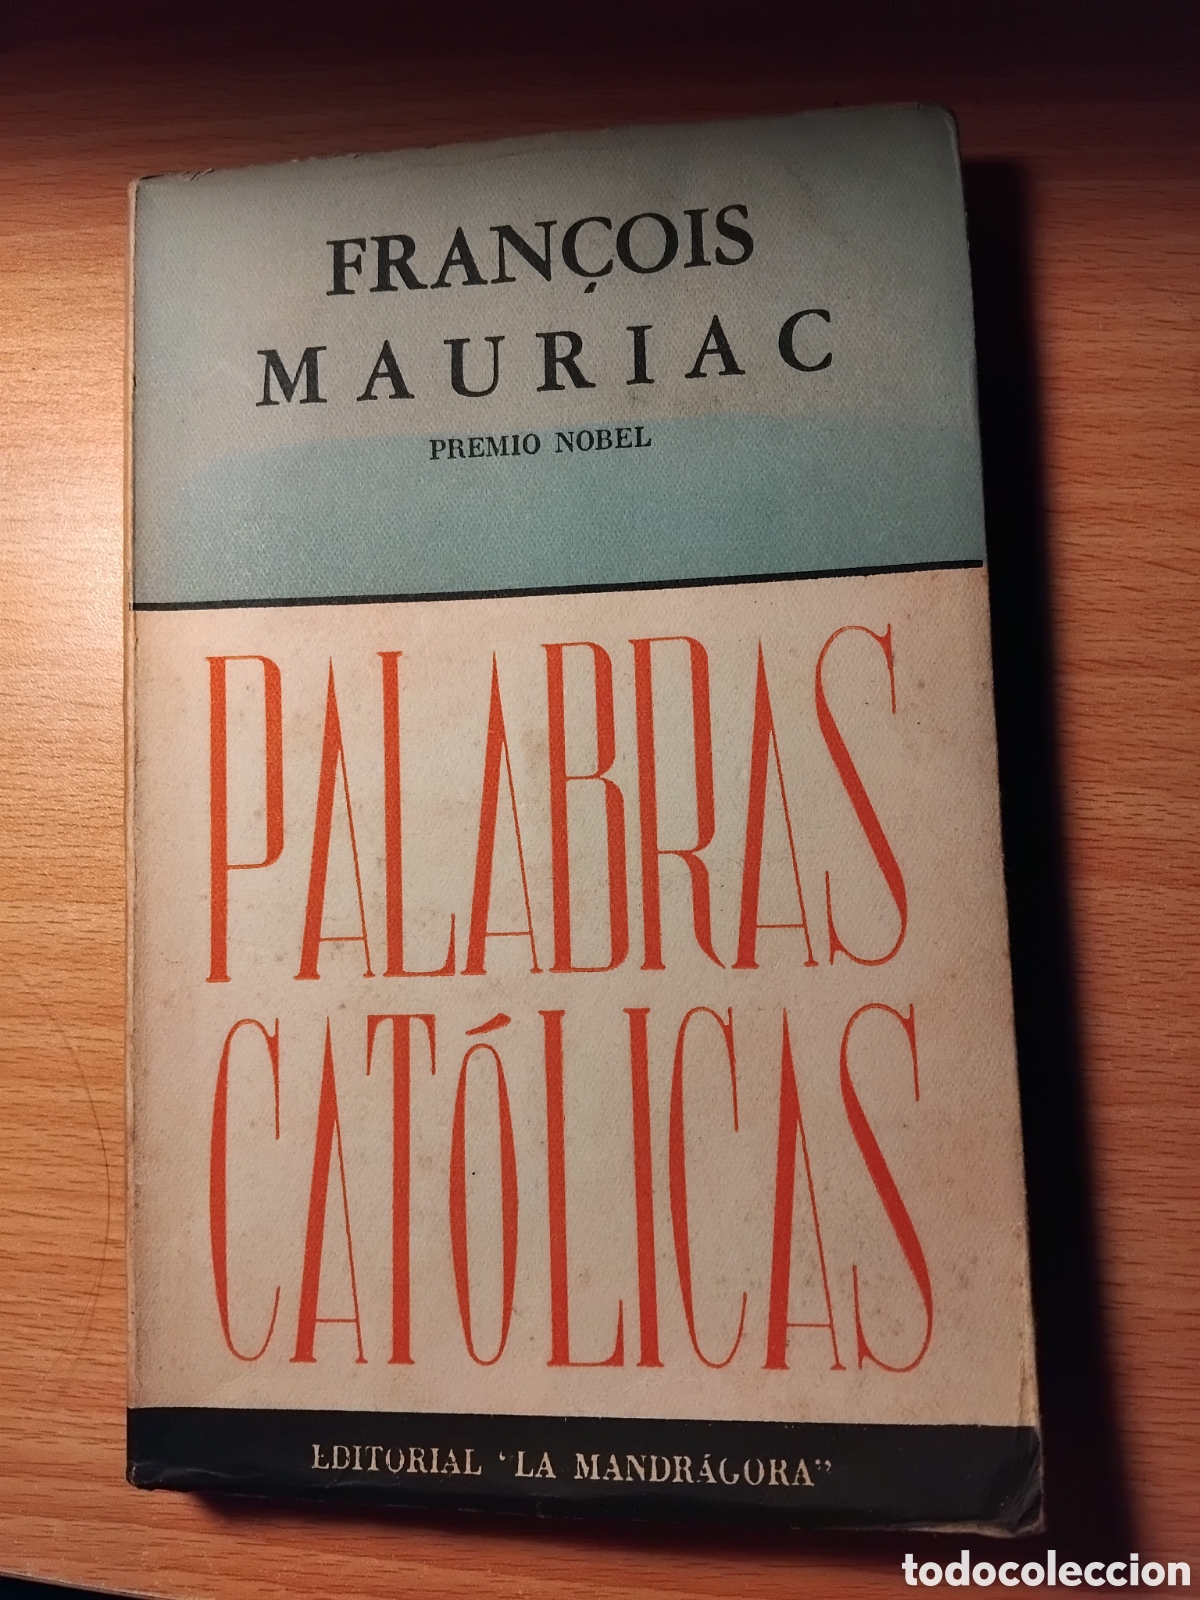 FRANÇOIS
MAURIAC
PREMIO NOBEL
PALABRAS
CATÓLICAS
EDITORIAL "LA MANDRÁGORA"
todocoleccion